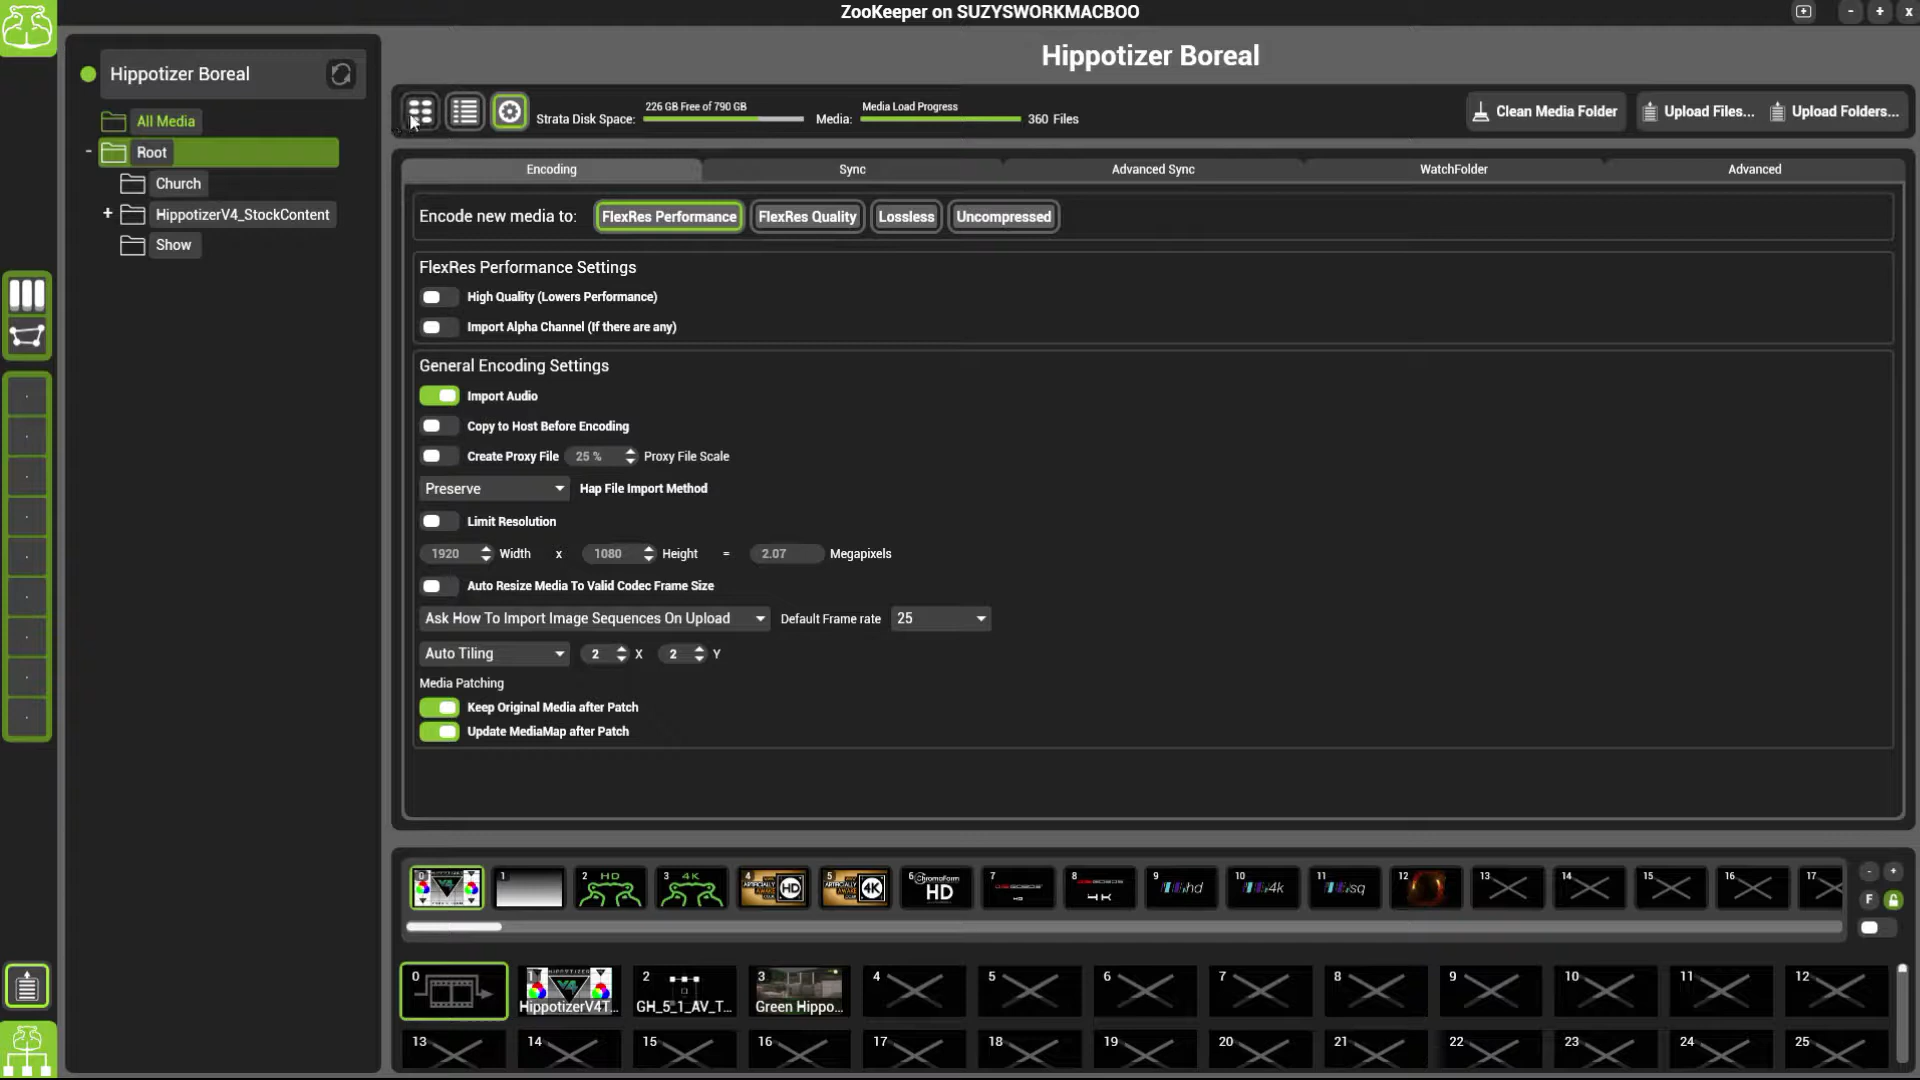 ZooKeeper on SUZYSWORKMACBOO
- + x
Hippotizer Boreal
Hippotizer Boreal
All Media
- Root
Church
+ HippotizerV4_StockContent
Show
Strata Disk Space: 226 GB Free of 790 GB
Media: Media Load Progress 360 Files
Clean Media Folder Upload Files... Upload Folders...
Encoding Sync Advanced Sync WatchFolder Advanced
Encode new media to: FlexRes Performance FlexRes Quality Lossless Uncompressed
FlexRes Performance Settings
High Quality (Lowers Performance)
Import Alpha Channel (If there are any)
General Encoding Settings
Import Audio
Copy to Host Before Encoding
Create Proxy File 25 % Proxy File Scale
Preserve Hap File Import Method
Limit Resolution
1920 Width x 1080 Height = 2.07 Megapixels
Auto Resize Media To Valid Codec Frame Size
Ask How To Import Image Sequences On Upload Default Frame rate 25
Auto Tiling 2 X 2 Y
Media Patching
Keep Original Media after Patch
Update MediaMap after Patch
0 V4 1 2 HD 3 4K 4 HD 5 4K 6 ChromaForm HD 7 8 4K 9 hd 10 4k 11 sq 12 13 14 15 16 17
- +
F
0 1 2 3 4 5 6 7 8 9 10 11 12
HippotizerV4T... GH_5_1_AV_T... Green Hippo...
13 14 15 16 17 18 19 20 21 22 23 24 25